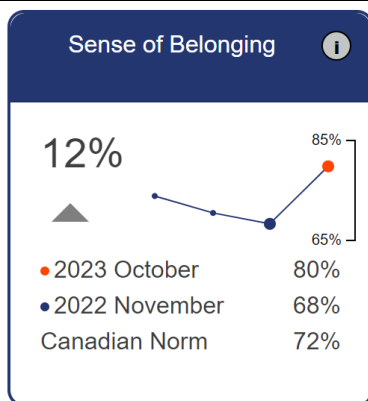 Sense of Belonging i
12%
85%
65%
2023 October 80%
2022 November 68%
Canadian Norm 72%